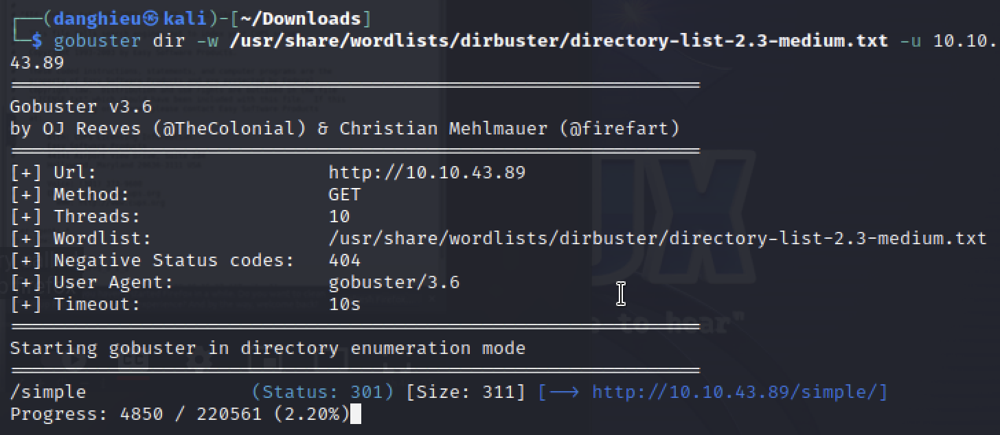 ┌──(danghieu㉿kali)-[~/Downloads]
└─$ gobuster dir -w /usr/share/wordlists/dirbuster/directory-list-2.3-medium.txt -u 10.10.
43.89
===============================================================
Gobuster v3.6
by OJ Reeves (@TheColonial) & Christian Mehlmauer (@firefart)
===============================================================
[+] Url:                     http://10.10.43.89
[+] Method:                  GET
[+] Threads:                 10
[+] Wordlist:                /usr/share/wordlists/dirbuster/directory-list-2.3-medium.txt
[+] Negative Status codes:   404
[+] User Agent:              gobuster/3.6
[+] Timeout:                 10s
===============================================================
Starting gobuster in directory enumeration mode
===============================================================
/simple               (Status: 301) [Size: 311] [--> http://10.10.43.89/simple/]
Progress: 4850 / 220561 (2.20%)
to hear"